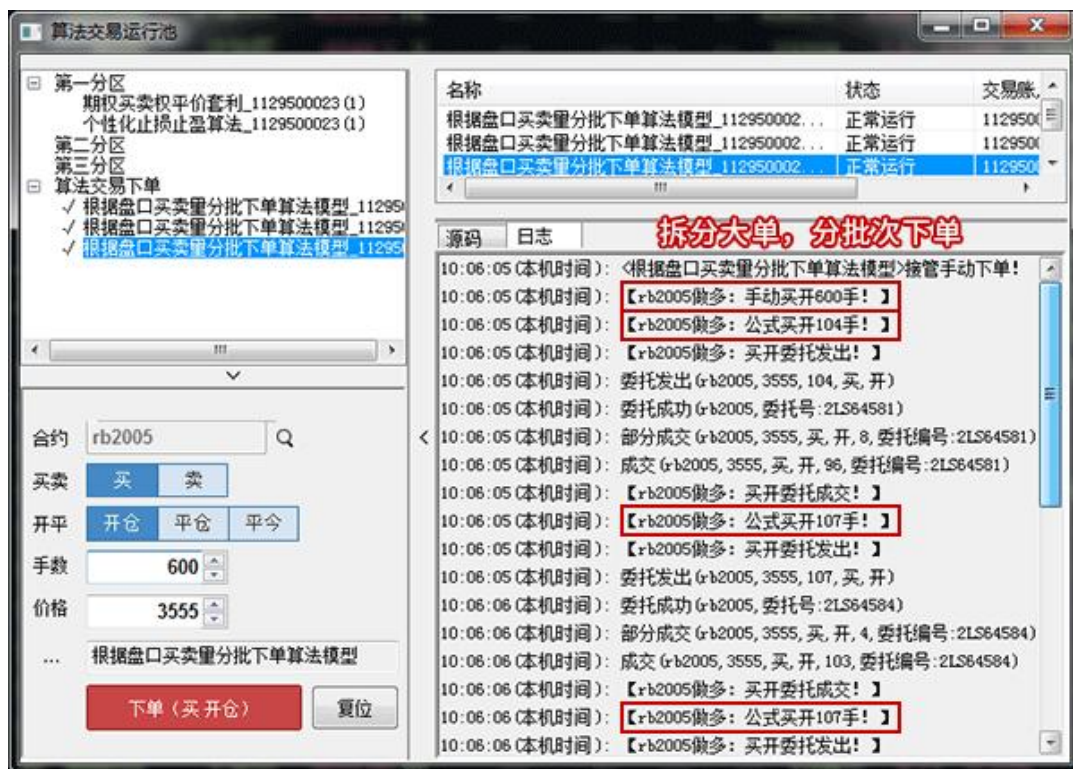 算法交易运行池
第一分区
期权买卖权平价套利_1129500023(1)
个性化止损止盈算法_1129500023(1)
第二分区
第三分区
算法交易下单
√ 根据盘口买卖量分批下单算法模型_11295
√ 根据盘口买卖量分批下单算法模型_11295
√ 根据盘口买卖量分批下单算法模型_11295
合约 rb2005
买卖 买 卖
开平 开仓 平仓 平今
手数 600
价格 3555
... 根据盘口买卖量分批下单算法模型
下单（买 开仓） 复位
名称 状态 交易账
根据盘口买卖量分批下单算法模型_112950002... 正常运行 112950
根据盘口买卖量分批下单算法模型_112950002... 正常运行 112950
根据盘口买卖量分批下单算法模型_112950002... 正常运行 112950
源码 日志 拆分大单，分批次下单
10:06:05(本机时间)：<根据盘口买卖量分批下单算法模型>接管手动下单！
10:06:05(本机时间)：【rb2005做多：手动买开600手！】
10:06:05(本机时间)：【rb2005做多：公式买开104手！】
10:06:05(本机时间)：【rb2005做多：买开委托发出！】
10:06:05(本机时间)：委托发出(rb2005,3555,104,买,开)
10:06:05(本机时间)：委托成功(rb2005,委托号:2LS64581)
10:06:05(本机时间)：部分成交(rb2005,3555,买,开,8,委托编号:2LS64581)
10:06:05(本机时间)：成交(rb2005,3555,买,开,96,委托编号:2LS64581)
10:06:05(本机时间)：【rb2005做多：买开委托成交！】
10:06:05(本机时间)：【rb2005做多：公式买开107手！】
10:06:05(本机时间)：【rb2005做多：买开委托发出！】
10:06:05(本机时间)：委托发出(rb2005,3555,107,买,开)
10:06:06(本机时间)：委托成功(rb2005,委托号:2LS64584)
10:06:06(本机时间)：部分成交(rb2005,3555,买,开,4,委托编号:2LS64584)
10:06:06(本机时间)：成交(rb2005,3555,买,开,103,委托编号:2LS64584)
10:06:06(本机时间)：【rb2005做多：买开委托成交！】
10:06:06(本机时间)：【rb2005做多：公式买开107手！】
10:06:06(本机时间)：【rb2005做多：买开委托发出！】